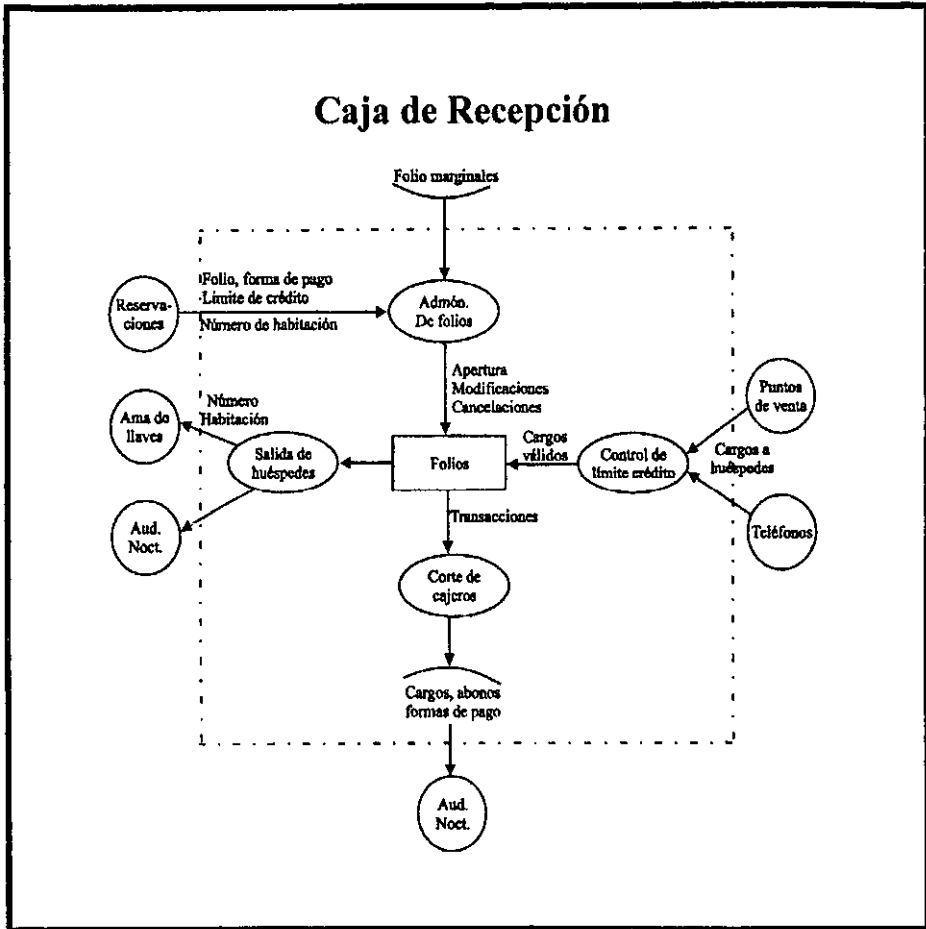 Caja de Recepción
Folio marginales
Folio, forma de pago
Límite de crédito
Número de habitación
Reserva-
ciones
Admón.
De folios
Apertura
Modificaciones
Cancelaciones
Puntos
de venta
Número
Habitación
Ama de
llaves
Salida de
huéspedes
Folios
Cargos
válidos
Control de
límite crédito
Cargos a
huéspedes
Transacciones
Aud.
Noct.
Teléfonos
Corte de
cajeros
Cargos, abonos
formas de pago
Aud.
Noct.